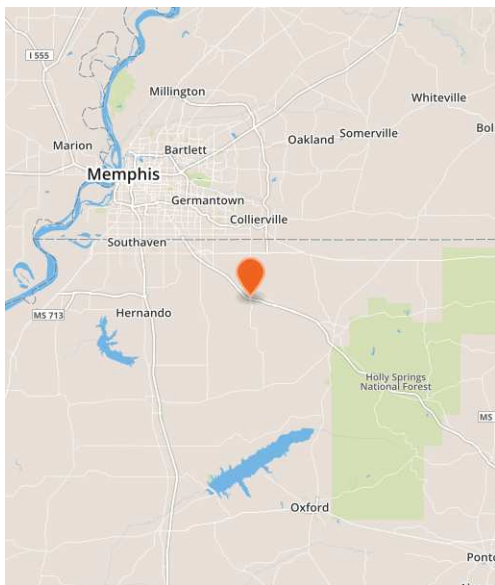 I 555
Millington
Whiteville
Marion
Bartlett
Oakland
Somerville
Bol
Memphis
Germantown
Collierville
Southaven
MS 713
Hernando
Holly Springs
National Forest
MS
Oxford
Ponto